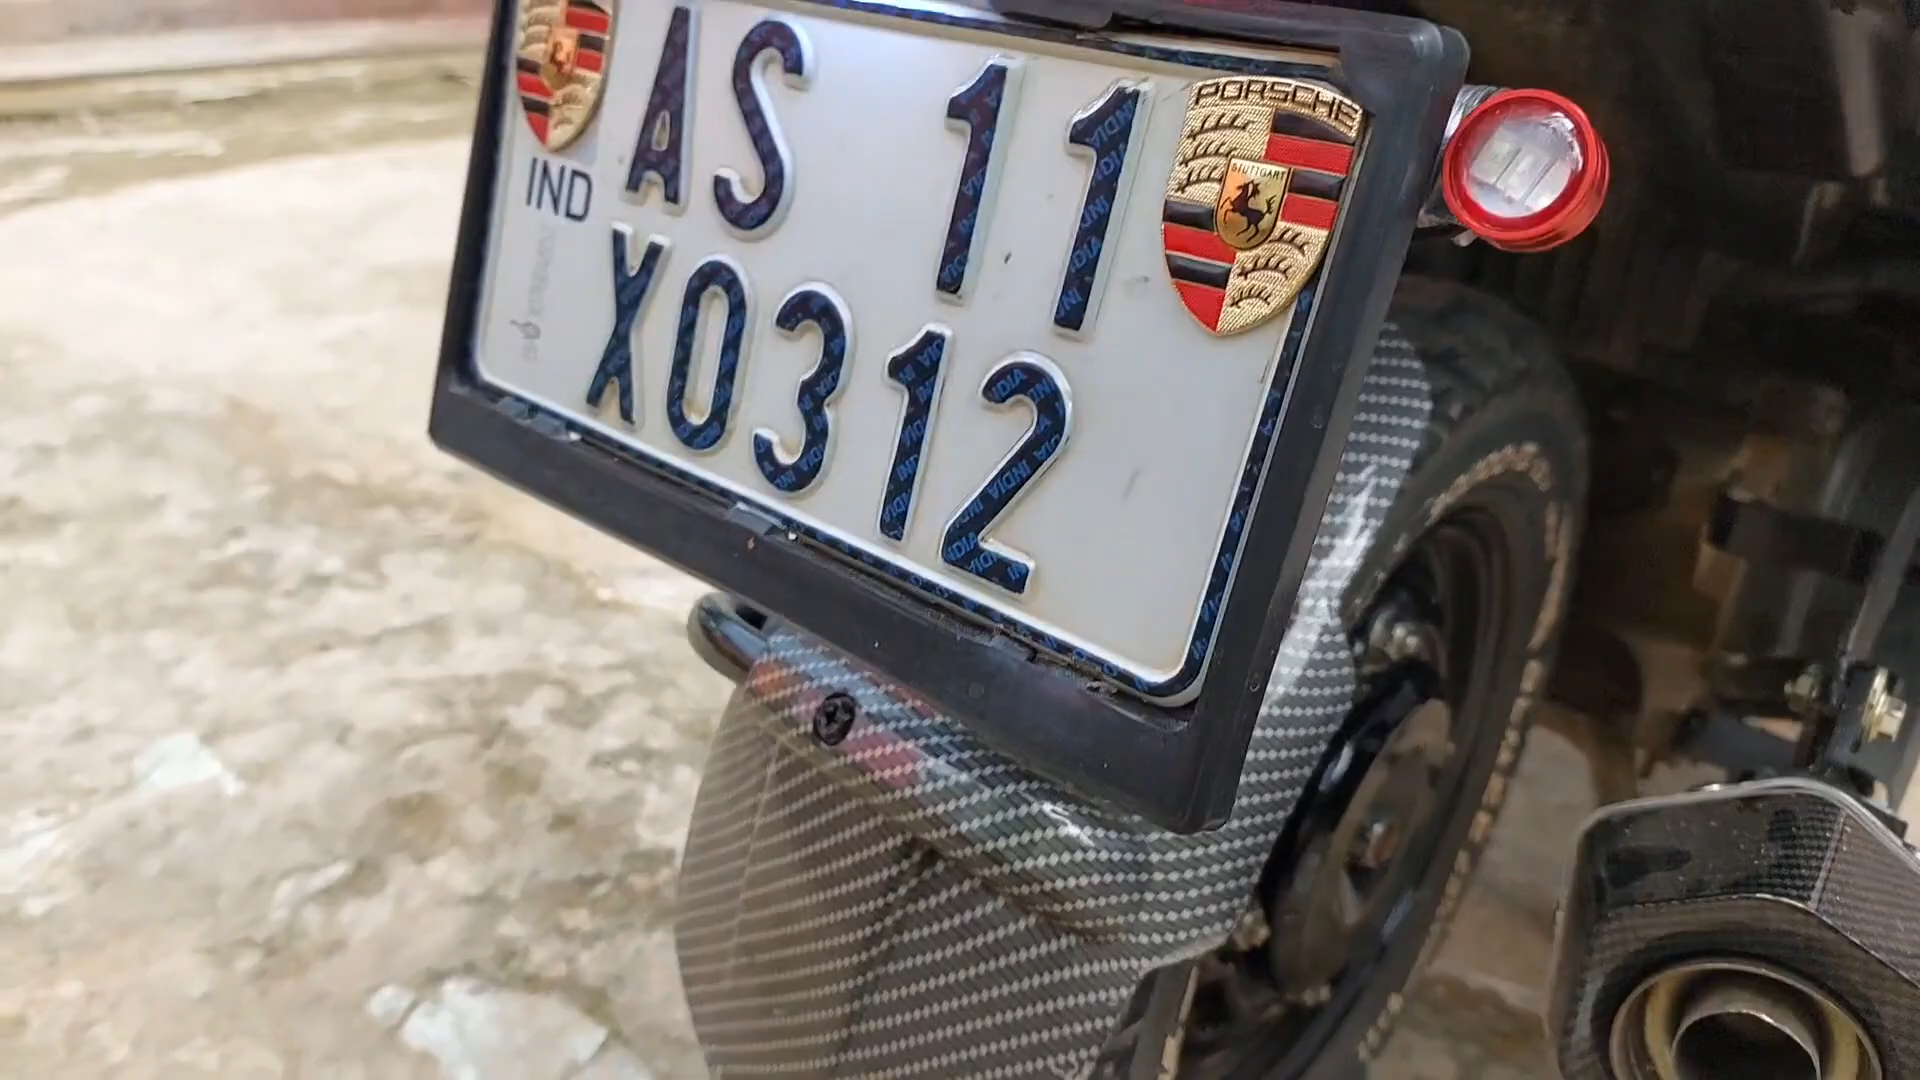 AS 11
PORSCHE
STUTTGART
IND
X0312